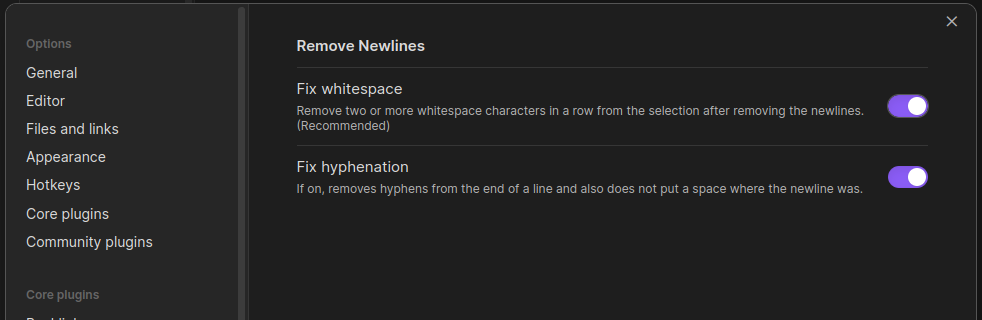 Options
General
Editor
Files and links
Appearance
Hotkeys
Core plugins
Community plugins
Core plugins
Remove Newlines
Fix whitespace
Remove two or more whitespace characters in a row from the selection after removing the newlines.
(Recommended)
Fix hyphenation
If on, removes hyphens from the end of a line and also does not put a space where the newline was.